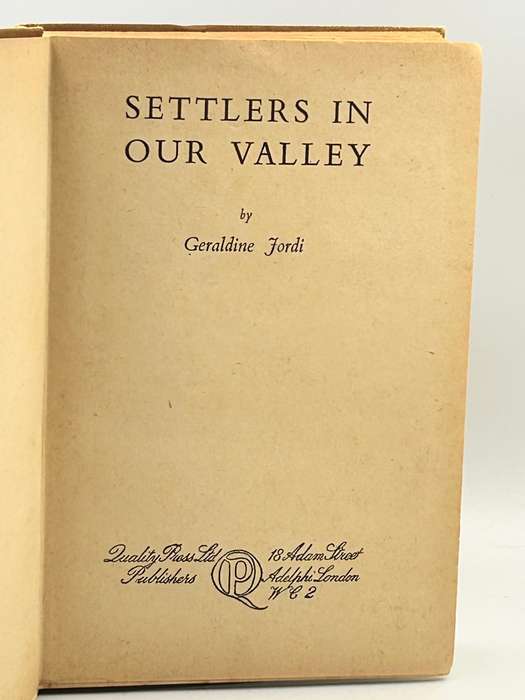 SETTLERS IN
OUR VALLEY
by
Geraldine Jordi
Quality Press Ltd
Publishers
QP
18 Adam Street
Adelphi London
W C 2